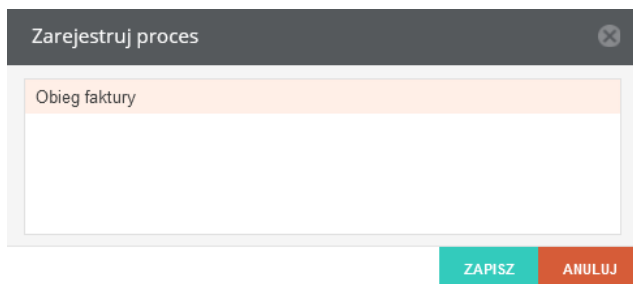 Zarejestruj proces
Obieg faktury
ZAPISZ ANULUJ